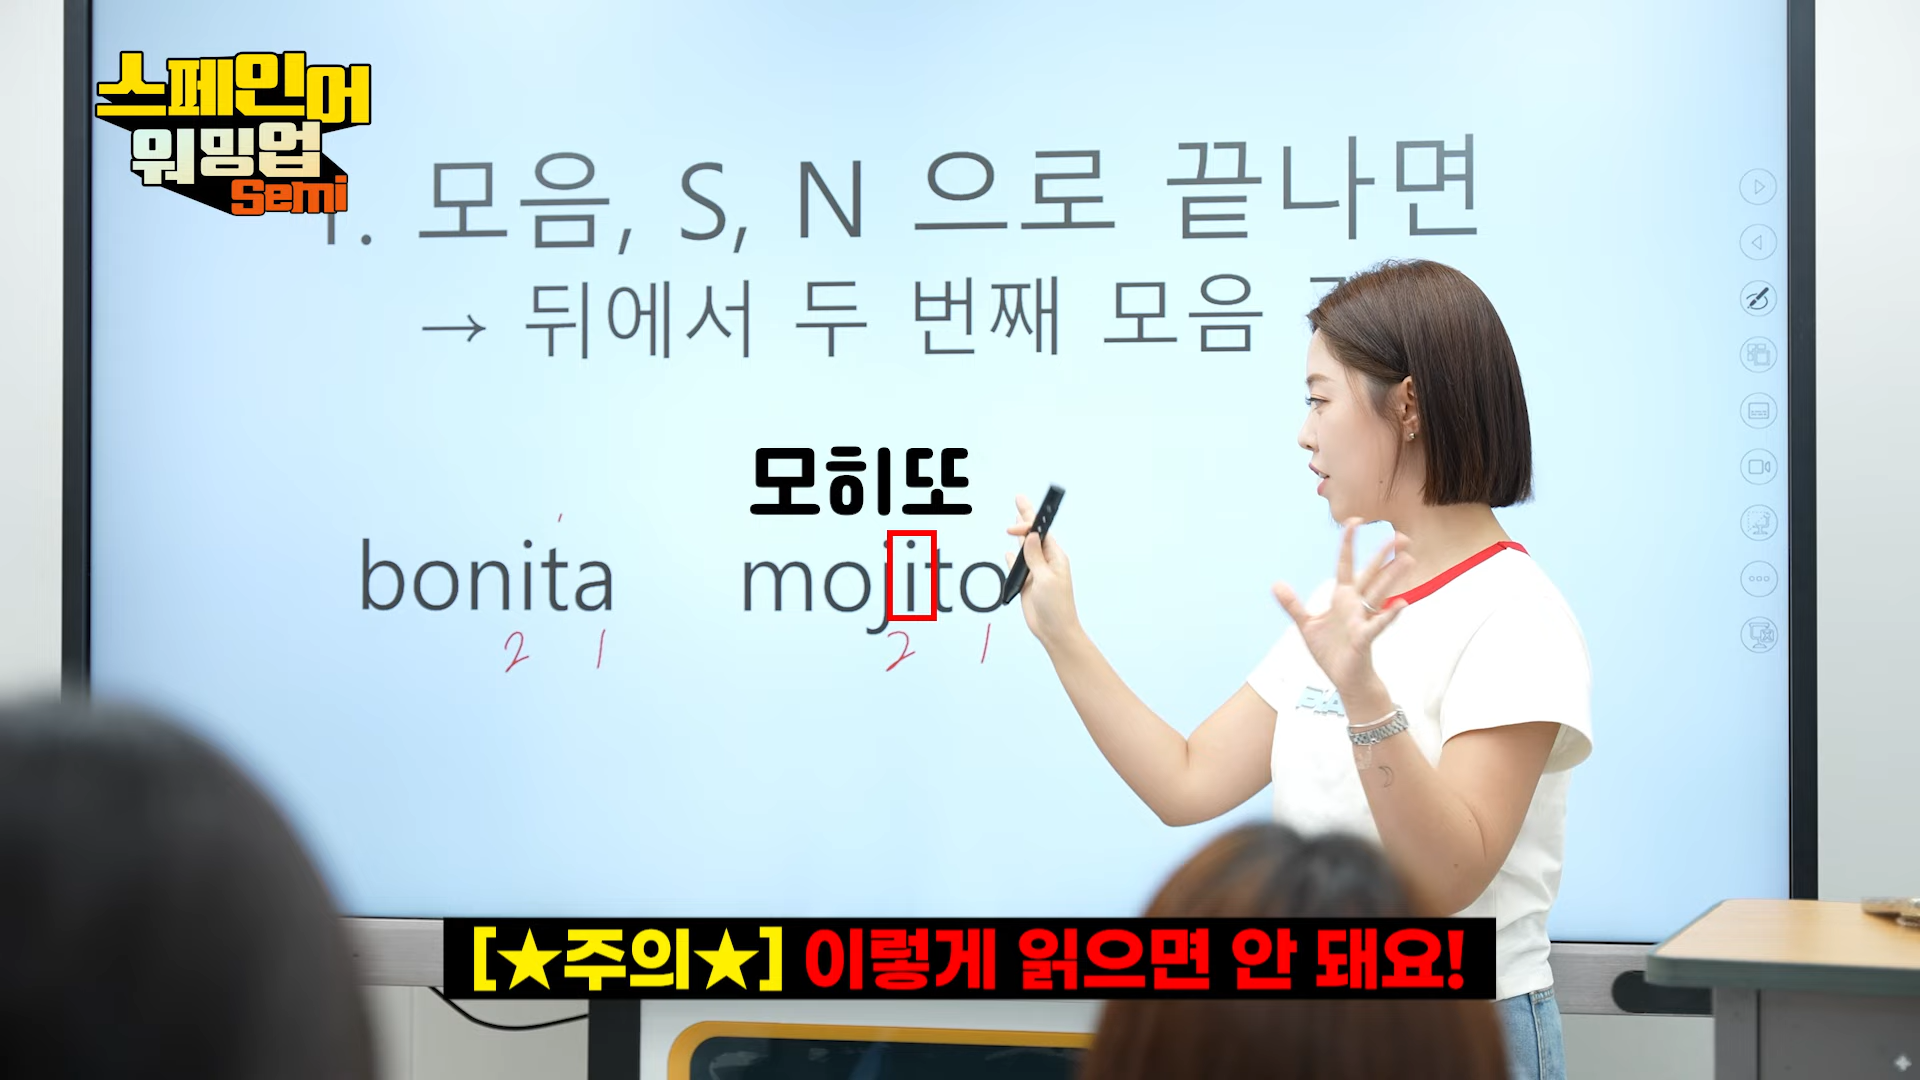 스페인어
워밍업
Semi
1. 모음, S, N 으로 끝나면
→ 뒤에서 두 번째 모음
모히또
bonita mojito
2 1 2 1
[★주의★] 이렇게 읽으면 안 돼요!